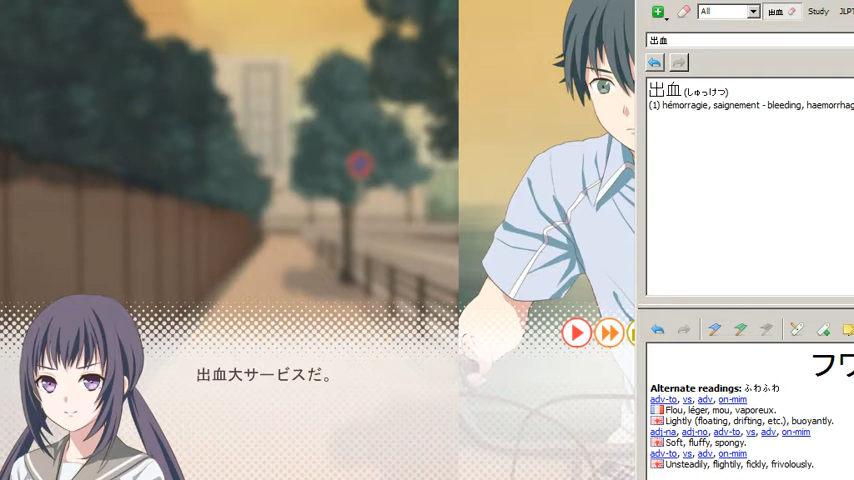 出血大サービスだ。
All
出血
Study
JLPT
出血
出血 (しゅっけつ)
(1) hémorragie, saignement - bleeding, haemorrhag
フワ
Alternate readings: ふわふわ
adv-to, vs, adv, on-mim
Flou, léger, mou, vaporeux.
Lightly (floating, drifting, etc.), buoyantly.
adj-na, adj-no, adv-to, vs, adv, on-mim
Soft, fluffy, spongy.
adv-to, vs, adv, on-mim
Unsteadily, flightily, fickly, frivolously.